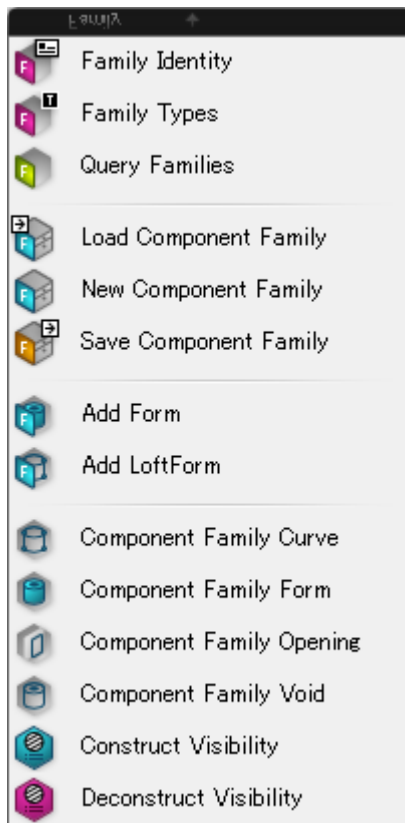 Family
Family Identity
Family Types
Query Families
Load Component Family
New Component Family
Save Component Family
Add Form
Add LoftForm
Component Family Curve
Component Family Form
Component Family Opening
Component Family Void
Construct Visibility
Deconstruct Visibility